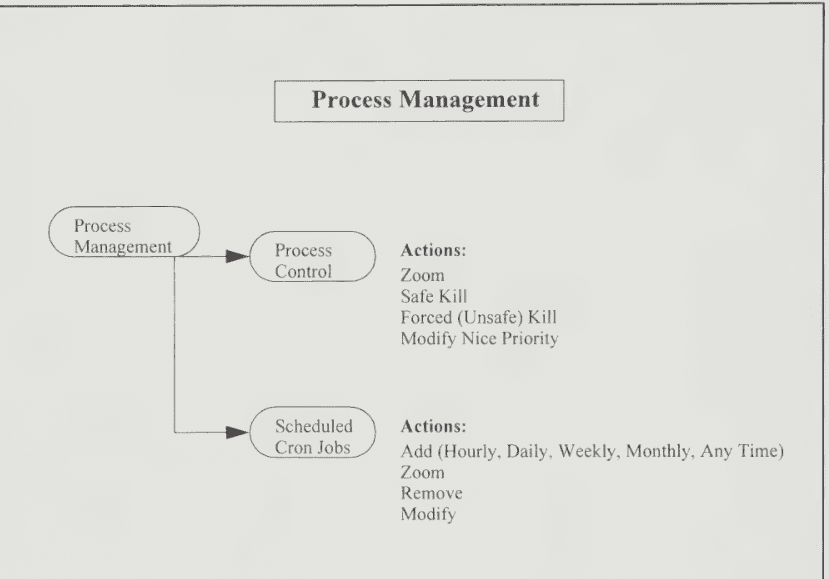 Process Management
Process
Management
Process
Control
Actions:
Zoom
Safe Kill
Forced (Unsafe) Kill
Modify Nice Priority
Scheduled
Cron Jobs
Actions:
Add (Hourly, Daily, Weekly, Monthly, Any Time)
Zoom
Remove
Modify